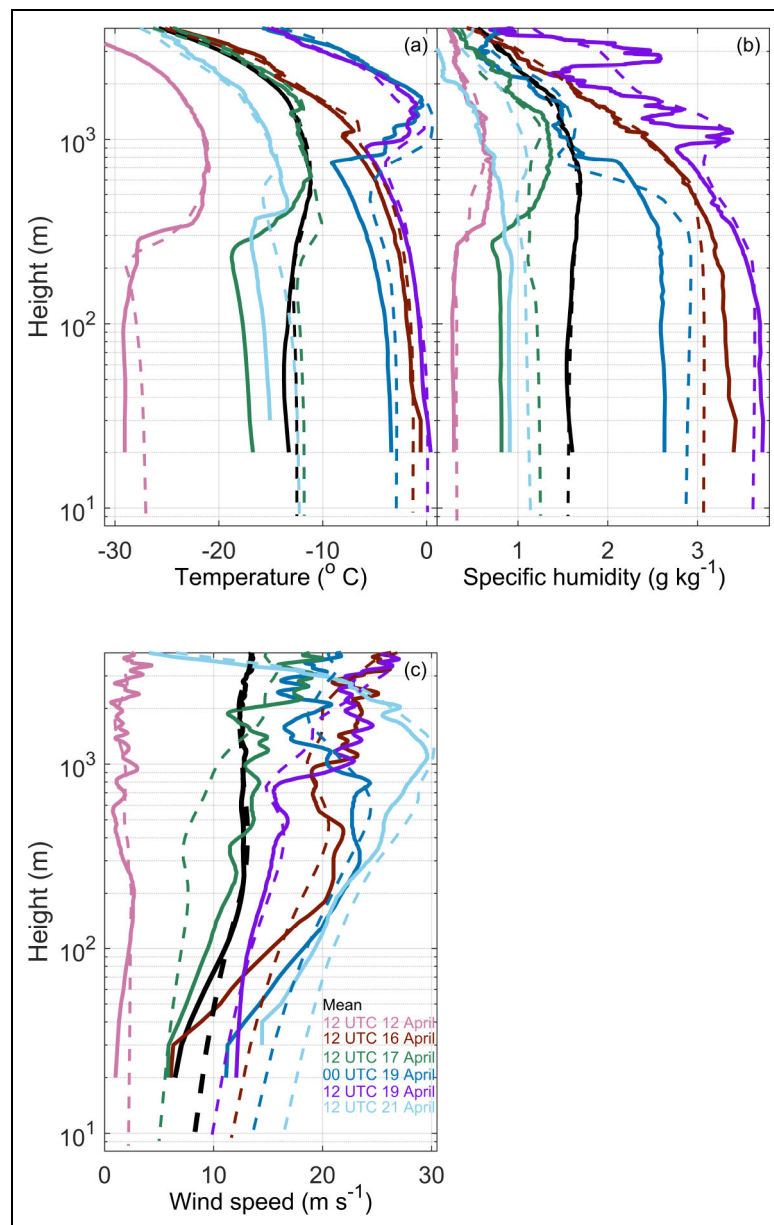 (a)
(b)
Height (m)
10³
10²
10¹
-30
-20
-10
0
1
2
3
Temperature (° C)
Specific humidity (g kg⁻¹)
(c)
Height (m)
10³
10²
10¹
Mean
12 UTC 12 April
12 UTC 16 April
12 UTC 17 April
00 UTC 19 April
12 UTC 19 April
12 UTC 21 April
0
10
20
30
Wind speed (m s⁻¹)